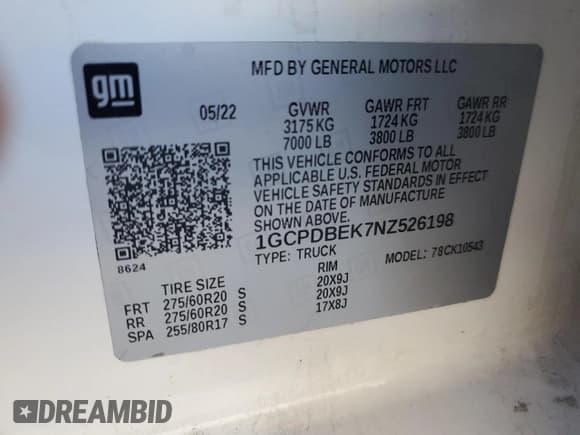 gm
MFD BY GENERAL MOTORS LLC
05/22 GVWR GAWR FRT GAWR RR
3175 KG 1724 KG 1724 KG
7000 LB 3800 LB 3800 LB
THIS VEHICLE CONFORMS TO ALL
APPLICABLE U.S. FEDERAL MOTOR
VEHICLE SAFETY STANDARDS IN EFFECT
ON THE DATE OF MANUFACTURE
SHOWN ABOVE.
1GCPDBEK7NZ526198
TYPE: TRUCK MODEL: 78CK10543
8624
TIRE SIZE RIM
FRT 275/60R20 S 20X9J
RR 275/60R20 S 20X9J
SPA 255/80R17 S 17X8J
DREAMBID